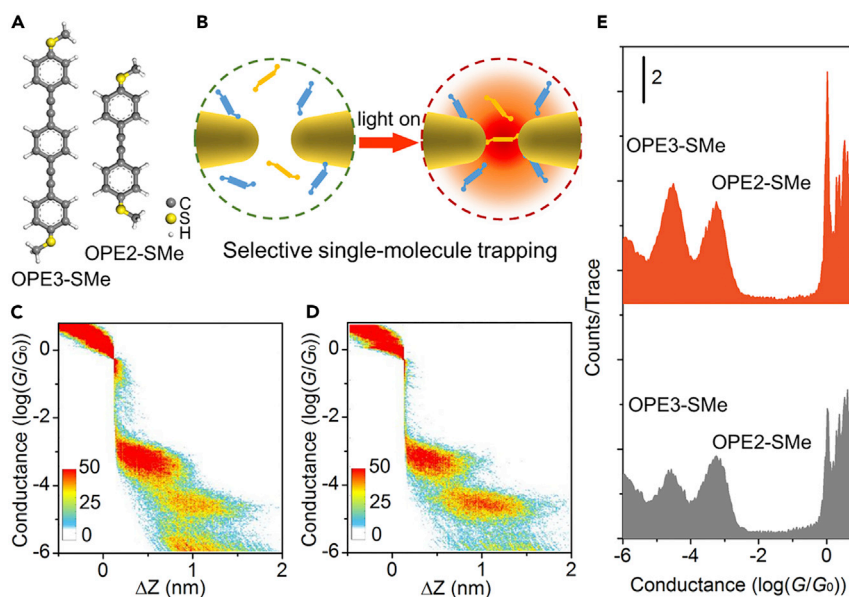 A
OPE3-SMe
OPE2-SMe
C
S
H
B
light on
Selective single-molecule trapping
C
Conductance (log(G/G₀))
0
-2
-4
-6
50
25
0
0
1
2
ΔZ (nm)
D
Conductance (log(G/G₀))
0
-2
-4
-6
50
25
0
0
1
2
ΔZ (nm)
E
2
OPE3-SMe
OPE2-SMe
OPE3-SMe
OPE2-SMe
Counts/Trace
-6
-4
-2
0
Conductance (log(G/G₀))